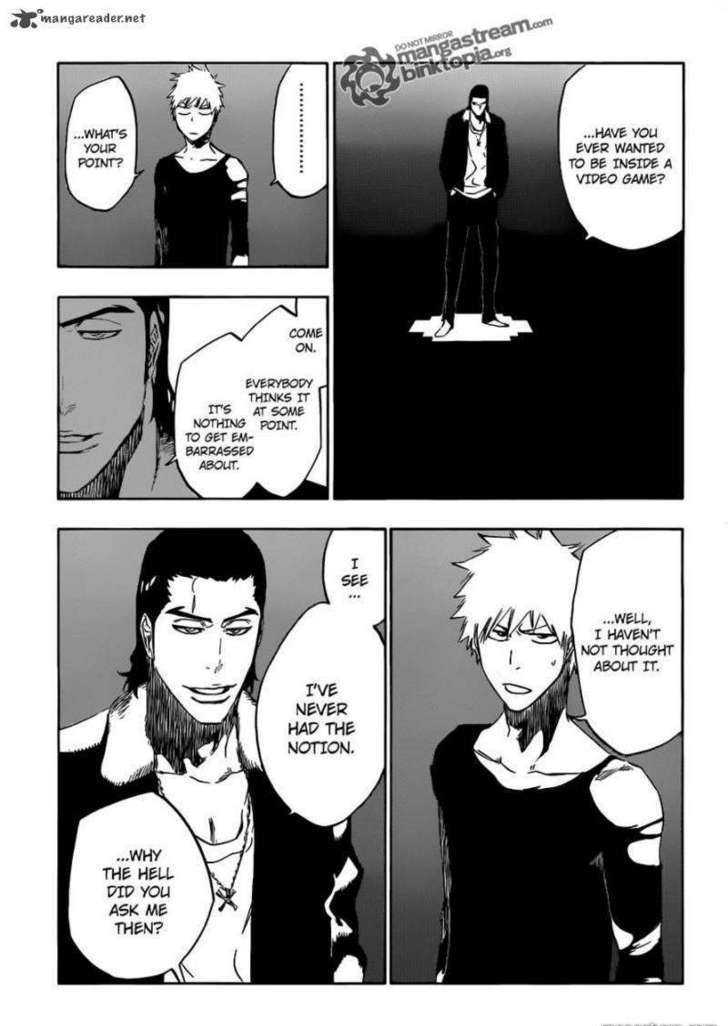 mangareader.net
DO NOT MIRROR
mangastream.com
binktopia.org
...HAVE YOU
EVER WANTED
TO BE INSIDE A
VIDEO GAME?
..........
...WHAT'S
YOUR
POINT?
COME
ON.
EVERYBODY
THINKS IT
AT SOME
POINT.
IT'S
NOTHING
TO GET EM-
BARRASSED
ABOUT.
...WELL,
I HAVEN'T
NOT THOUGHT
ABOUT IT.
I
SEE
...
I'VE
NEVER
HAD THE
NOTION.
...WHY
THE HELL
DID YOU
ASK ME
THEN?